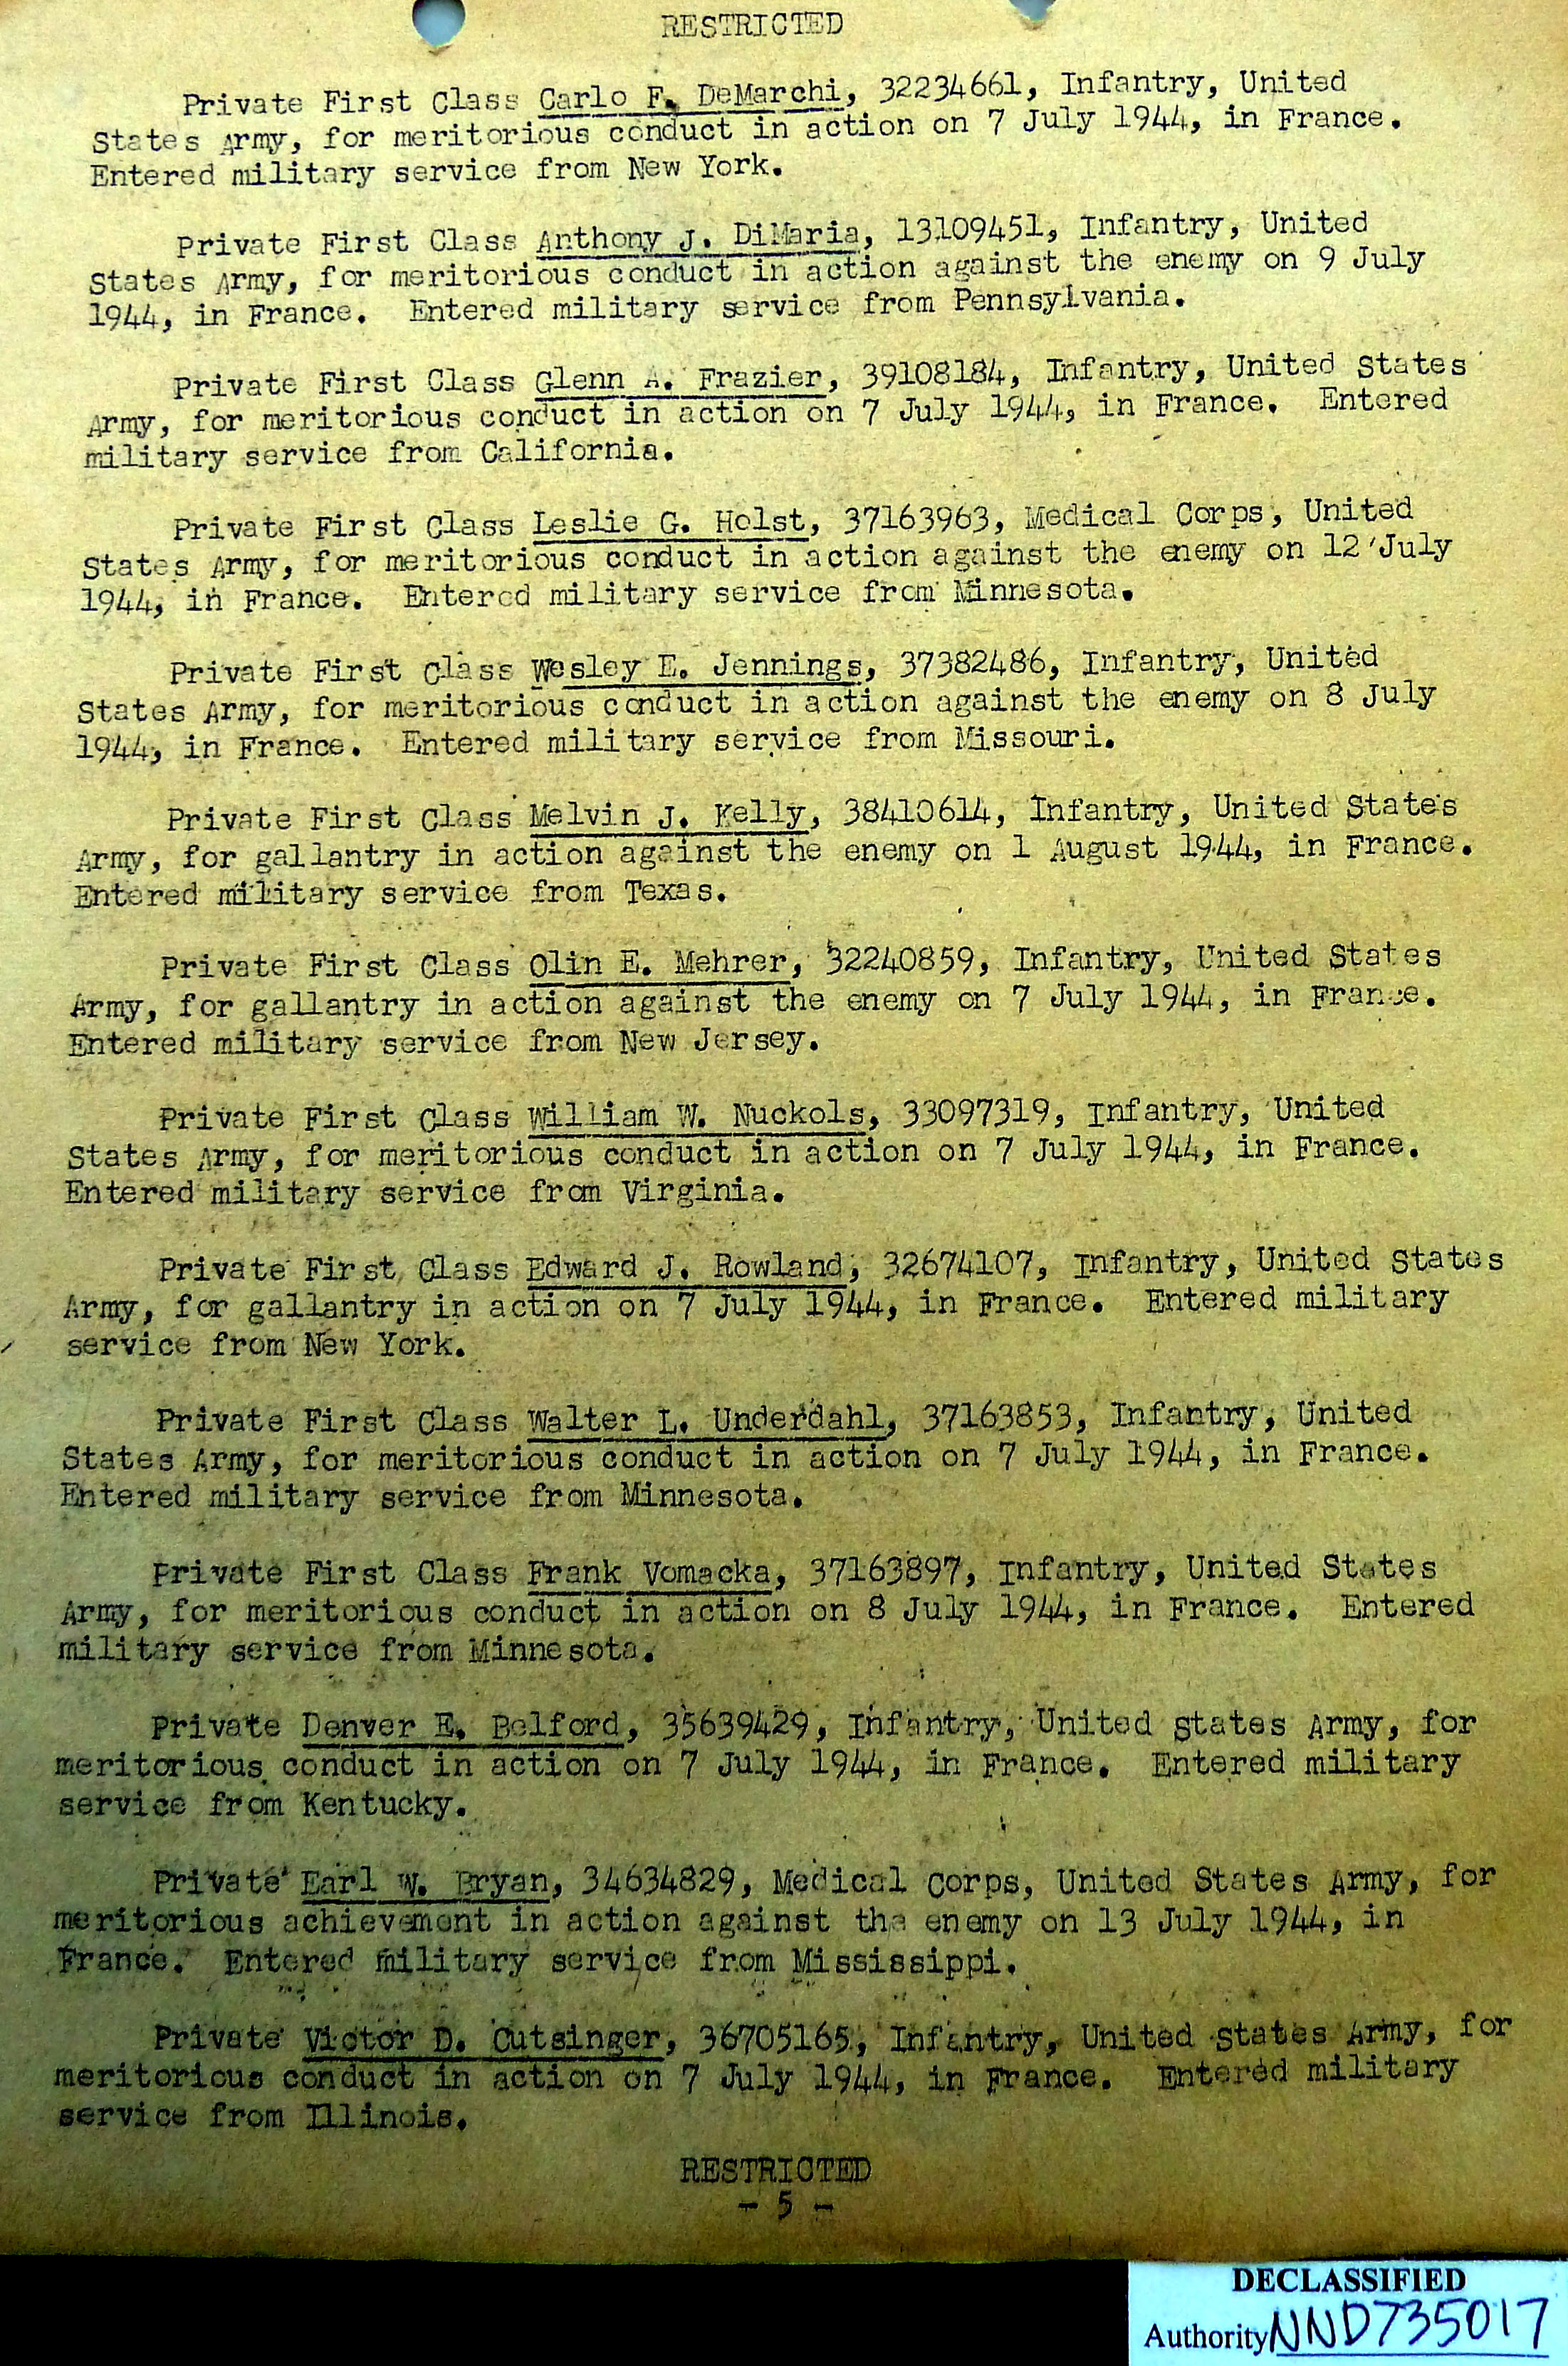 RESTRICTED
Private First Class Carlo F. DeMarchi, 32234661, Infantry, United
States Army, for meritorious conduct in action on 7 July 1944, in France.
Entered military service from New York.
Private First Class Anthony J. DiMaria, 13109451, Infantry, United
States Army, for meritorious conduct in action against the enemy on 9 July
1944, in France. Entered military service from Pennsylvania.
Private First Class Glenn A. Frazier, 39108184, Infantry, United States
Army, for meritorious conduct in action on 7 July 1944, in France. Entered
military service from California.
Private First Class Leslie G. Holst, 37163963, Medical Corps, United
States Army, for meritorious conduct in action against the enemy on 12 July
1944, in France. Entered military service from Minnesota.
Private First Class Wesley E. Jennings, 37382486, Infantry, United
States Army, for meritorious conduct in action against the enemy on 8 July
1944, in France. Entered military service from Missouri.
Private First Class Melvin J. Kelly, 38410614, Infantry, United States
Army, for gallantry in action against the enemy on 1 August 1944, in France.
Entered military service from Texas.
Private First Class Olin E. Mehrer, 32240859, Infantry, United States
Army, for gallantry in action against the enemy on 7 July 1944, in France.
Entered military service from New Jersey.
Private First Class William W. Nuckols, 33097319, Infantry, United
States Army, for meritorious conduct in action on 7 July 1944, in France.
Entered military service from Virginia.
Private First Class Edward J. Rowland, 32674107, Infantry, United States
Army, for gallantry in action on 7 July 1944, in France. Entered military
service from New York.
Private First Class Walter L. Underdahl, 37163853, Infantry, United
States Army, for meritorious conduct in action on 7 July 1944, in France.
Entered military service from Minnesota.
Private First Class Frank Vomacka, 37163897, Infantry, United States
Army, for meritorious conduct in action on 8 July 1944, in France. Entered
military service from Minnesota.
Private Denver E. Belford, 35639429, Infantry, United States Army, for
meritorious conduct in action on 7 July 1944, in France. Entered military
service from Kentucky.
Private Earl W. Bryan, 34634829, Medical Corps, United States Army, for
meritorious achievement in action against the enemy on 13 July 1944, in
France. Entered military service from Mississippi.
Private Victor D. Cutsinger, 36705165, Infantry, United States Army, for
meritorious conduct in action on 7 July 1944, in France. Entered military
service from Illinois.
RESTRICTED
- 5 -
DECLASSIFIED
Authority NND735017